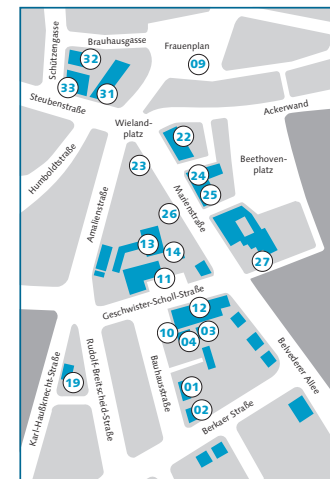 Schützengasse
Brauhausgasse
Frauenplan
32
09
33
31
Steubenstraße
Ackerwand
Wieland-
platz
22
Humboldtstraße
23
24
Beethoven-
platz
25
Marienstraße
Amalienstraße
26
13
14
27
11
Geschwister-Scholl-Straße
12
10
03
04
Belvederer Allee
19
Karl-Haußknecht-Straße
Rudolf-Breitscheid-Straße
Bauhausstraße
01
02
Berkaer Straße